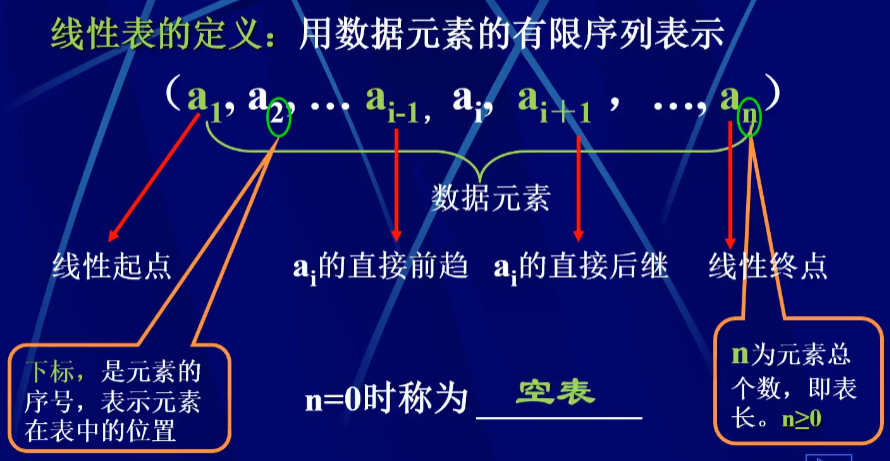 线性表的定义：用数据元素的有限序列表示
（a1, a2, … ai-1, ai, ai+1 , …, an）
数据元素
线性起点
ai的直接前趋
ai的直接后继
线性终点
下标，是元素的
序号，表示元素
在表中的位置
n=0时称为 空表
n为元素总
个数，即表
长。n≥0